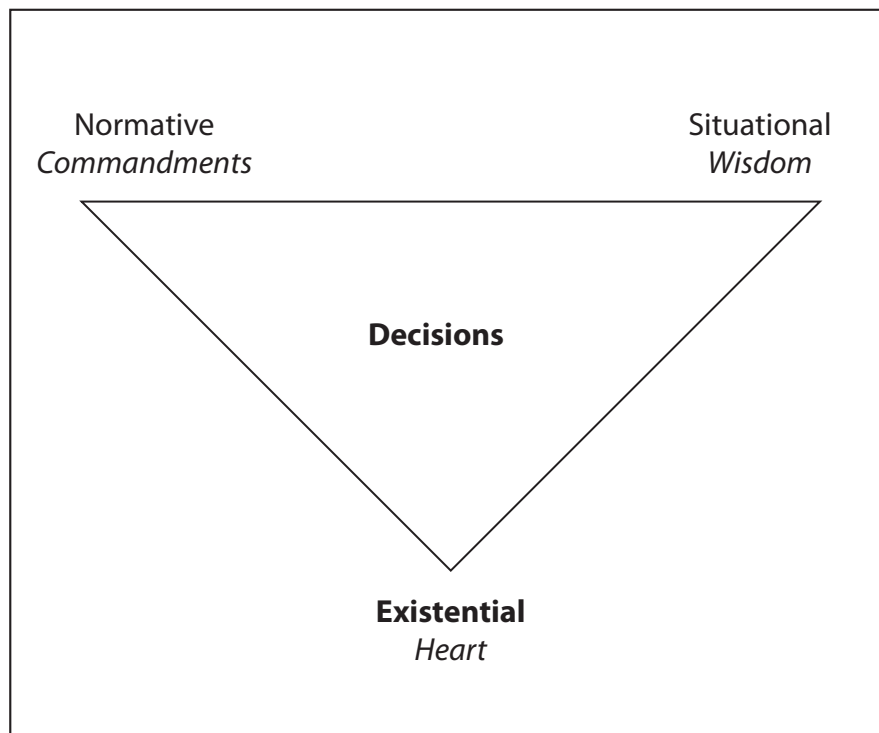 Normative
Commandments
Situational
Wisdom
Decisions
Existential
Heart